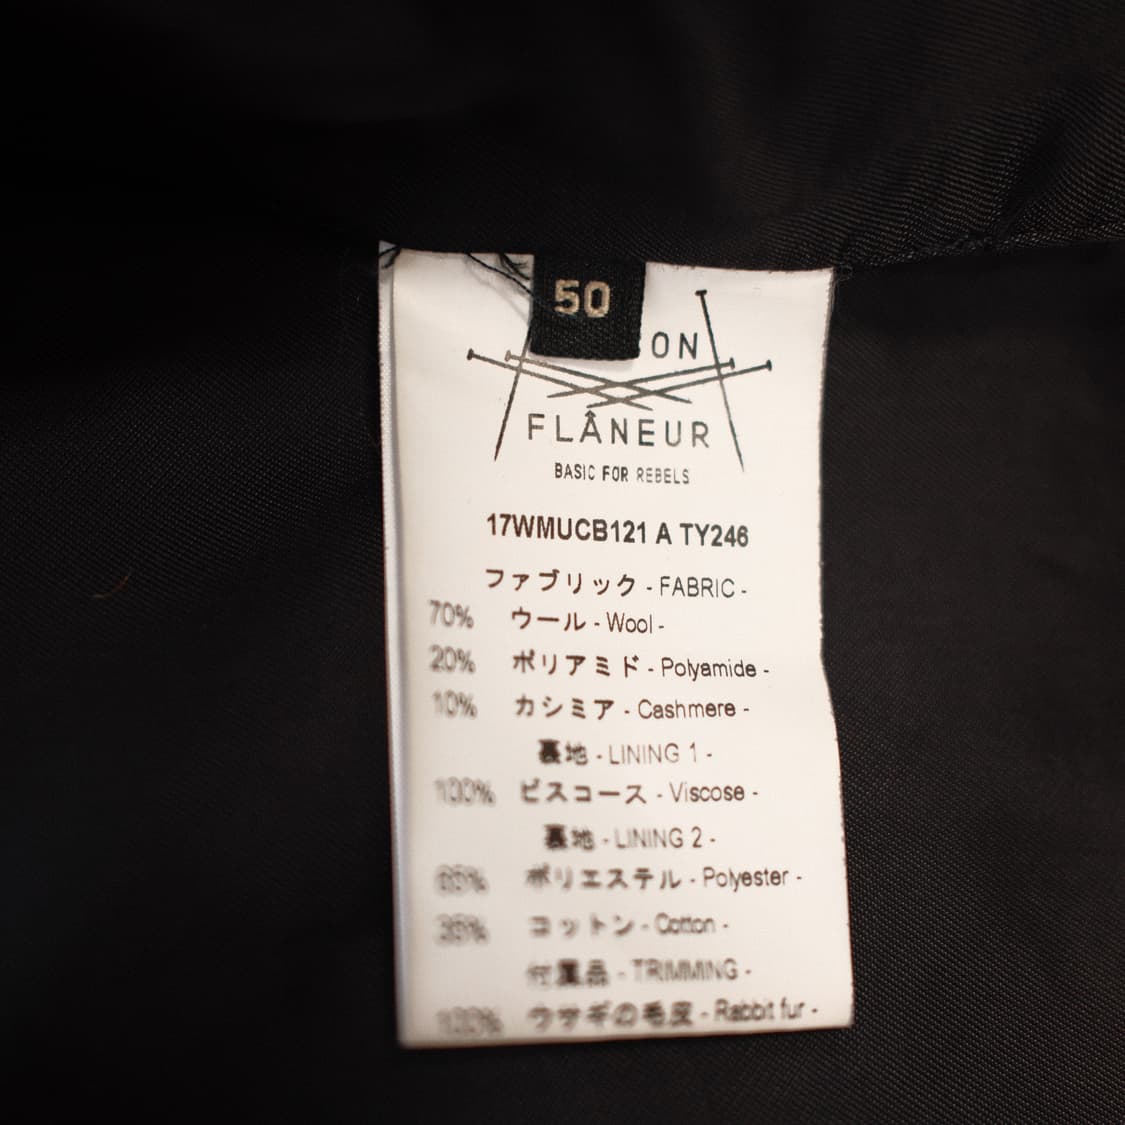 50
ON
FLÂNEUR
BASIC FOR REBELS
17WMUCB121 A TY246
ファブリック - FABRIC -
70% ウール - Wool -
20% ポリアミド - Polyamide -
10% カシミア - Cashmere -
裏地 - LINING 1 -
100% ビスコース - Viscose -
裏地 - LINING 2 -
65% ポリエステル - Polyester -
35% コットン - Cotton -
付属品 - TRIMMING -
100% ウサギの毛皮 - Rabbit fur -